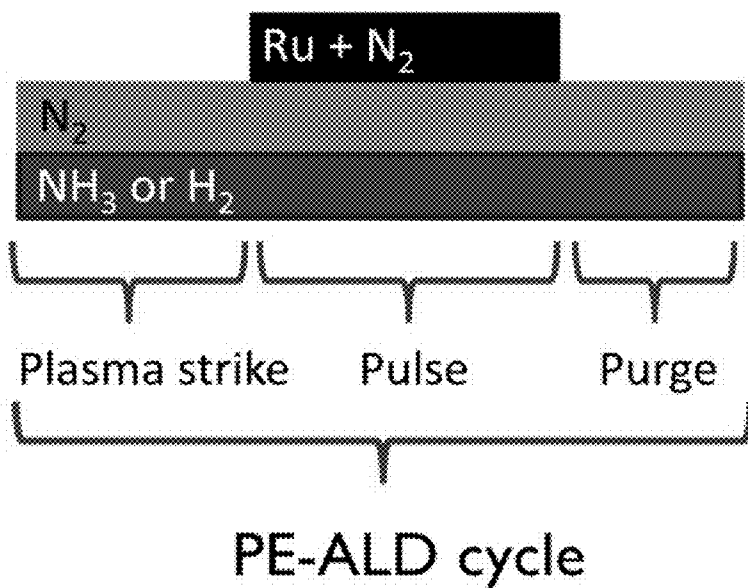 Ru + N₂
N₂
NH₃ or H₂
Plasma strike Pulse Purge
PE-ALD cycle